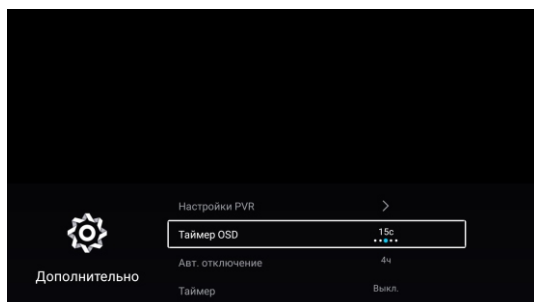 Настройки PVR
Таймер OSD 15с
Авт. отключение 4ч
Дополнительно
Таймер Выкл.